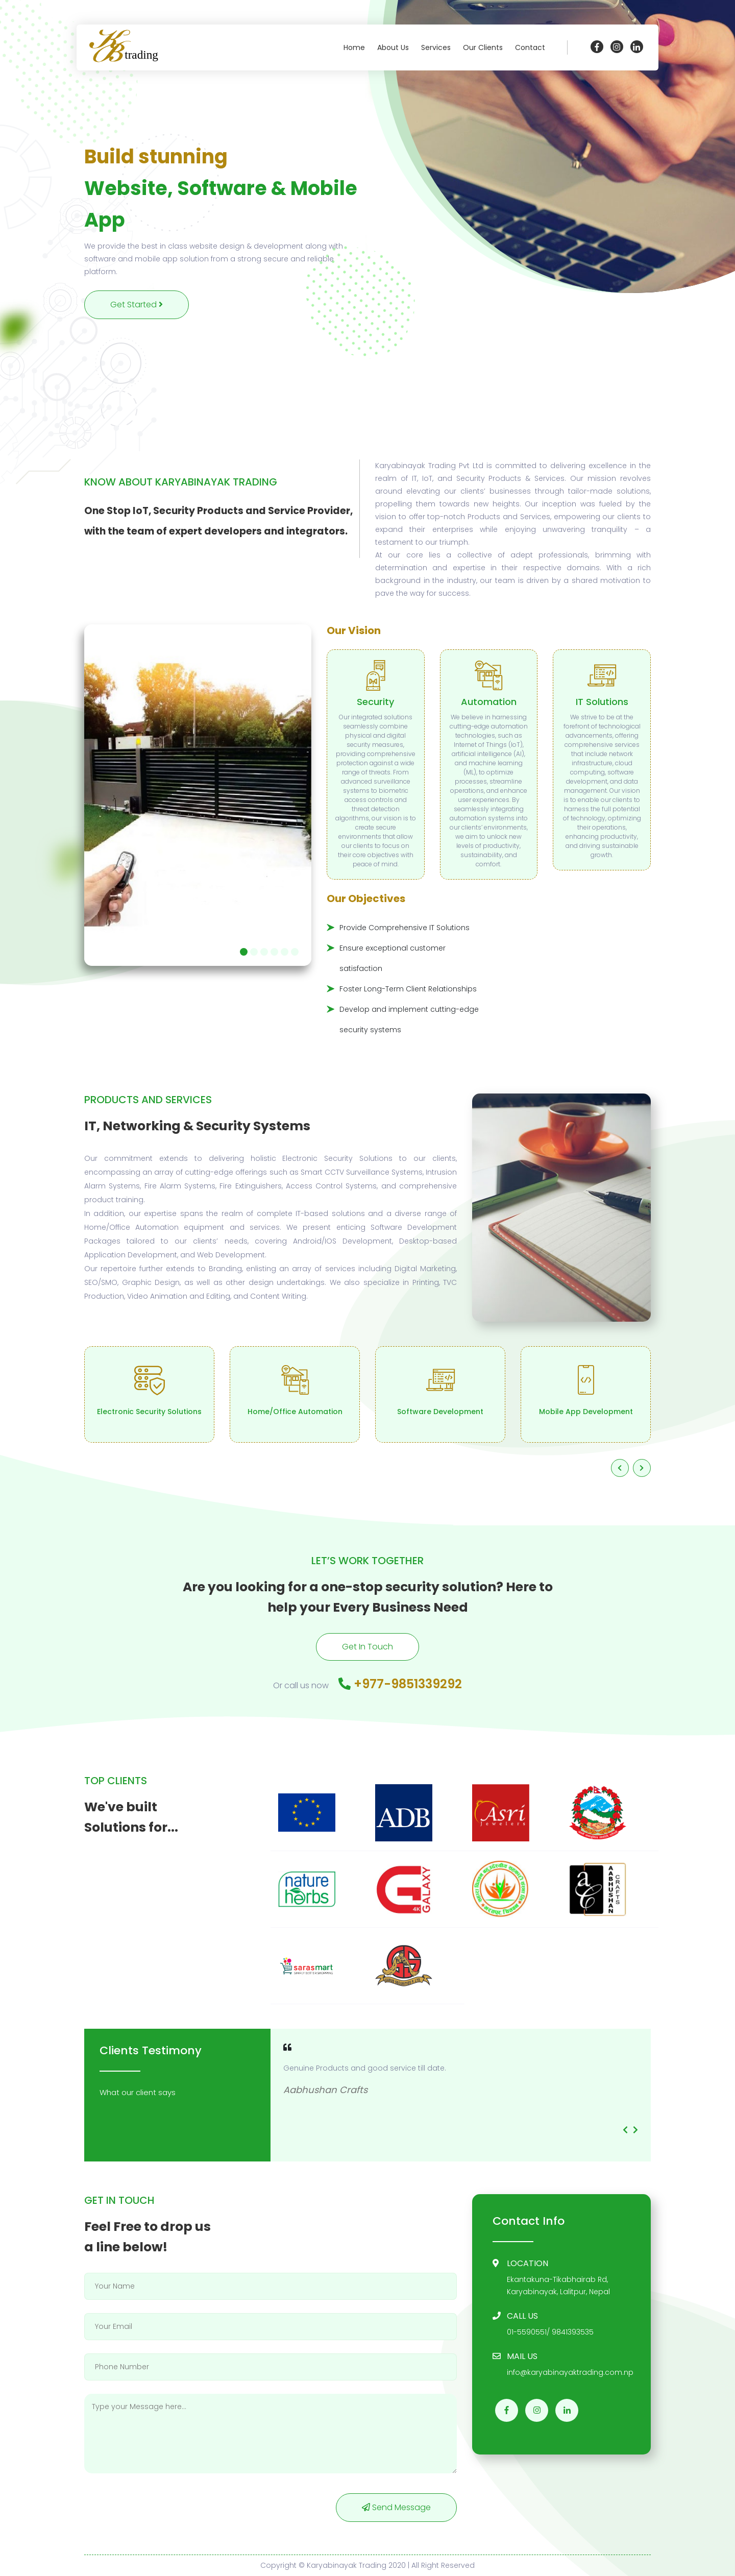 KB trading
Home
About Us
Services
Our Clients
Contact
Build stunning
Website, Software & Mobile
App
We provide the best in class website design & development along with
software and mobile app solution from a strong secure and reliable
platform.
Get Started
KNOW ABOUT KARYABINAYAK TRADING
One Stop IoT, Security Products and Service Provider,
with the team of expert developers and integrators.
Karyabinayak Trading Pvt Ltd is committed to delivering excellence in the
realm of IT, IoT, and Security Products & Services. Our mission revolves
around elevating our clients' businesses through tailor-made solutions,
propelling them towards new heights. Our inception was fueled by the
vision to offer top-notch Products and Services, empowering our clients to
expand their enterprises while enjoying unwavering tranquility – a
testament to our triumph.
At our core lies a collective of adept professionals, brimming with
determination and expertise in their respective domains. With a rich
background in the industry, our team is driven by a shared motivation to
pave the way for success.
Our Vision
Security
Our integrated solutions
seamlessly combine
physical and digital
security measures,
providing comprehensive
protection against a wide
range of threats. From
advanced surveillance
systems to biometric
access controls and
threat detection
algorithms, our vision is to
create secure
environments that allow
our clients to focus on
their core objectives with
peace of mind.
Automation
We believe in harnessing
cutting-edge automation
technologies, such as
Internet of Things (IoT),
artificial intelligence (AI),
and machine learning
(ML), to optimize
processes, streamline
operations, and enhance
user experiences. By
seamlessly integrating
automation systems into
our clients' environments,
we aim to unlock new
levels of productivity,
sustainability, and
comfort.
IT Solutions
We strive to be at the
forefront of technological
advancements, offering
comprehensive services
that include network
infrastructure, cloud
computing, software
development, and data
management. Our vision
is to enable our clients to
harness the full potential
of technology, optimizing
their operations,
enhancing productivity,
and driving sustainable
growth.
Our Objectives
Provide Comprehensive IT Solutions
Ensure exceptional customer
satisfaction
Foster Long-Term Client Relationships
Develop and implement cutting-edge
security systems
PRODUCTS AND SERVICES
IT, Networking & Security Systems
Our commitment extends to delivering holistic Electronic Security Solutions to our clients,
encompassing an array of cutting-edge offerings such as Smart CCTV Surveillance Systems, Intrusion
Alarm Systems, Fire Alarm Systems, Fire Extinguishers, Access Control Systems, and comprehensive
product training.
In addition, our expertise spans the realm of complete IT-based solutions and a diverse range of
Home/Office Automation equipment and services. We present enticing Software Development
Packages tailored to our clients' needs, covering Android/IOS Development, Desktop-based
Application Development, and Web Development.
Our repertoire further extends to Branding, enlisting an array of services including Digital Marketing,
SEO/SMO, Graphic Design, as well as other design undertakings. We also specialize in Printing, TVC
Production, Video Animation and Editing, and Content Writing.
Electronic Security Solutions
Home/Office Automation
Software Development
Mobile App Development
LET'S WORK TOGETHER
Are you looking for a one-stop security solution? Here to
help your Every Business Need
Get In Touch
Or call us now
+977-9851339292
TOP CLIENTS
We've built
Solutions for...
ADB
Asri
jewelers
nature
herbs
G
4K
GALAXY
aC
AABHUSHAN
CRAFTS
sarasmart
Clients Testimony
What our client says
Genuine Products and good service till date.
Aabhushan Crafts
GET IN TOUCH
Feel Free to drop us
a line below!
Your Name
Your Email
Phone Number
Type your Message here...
Send Message
Contact Info
LOCATION
Ekantakuna-Tikabhairab Rd,
Karyabinayak, Lalitpur, Nepal
CALL US
01-5590551/ 9841393535
MAIL US
info@karyabinayaktrading.com.np
Copyright © Karyabinayak Trading 2020 | All Right Reserved